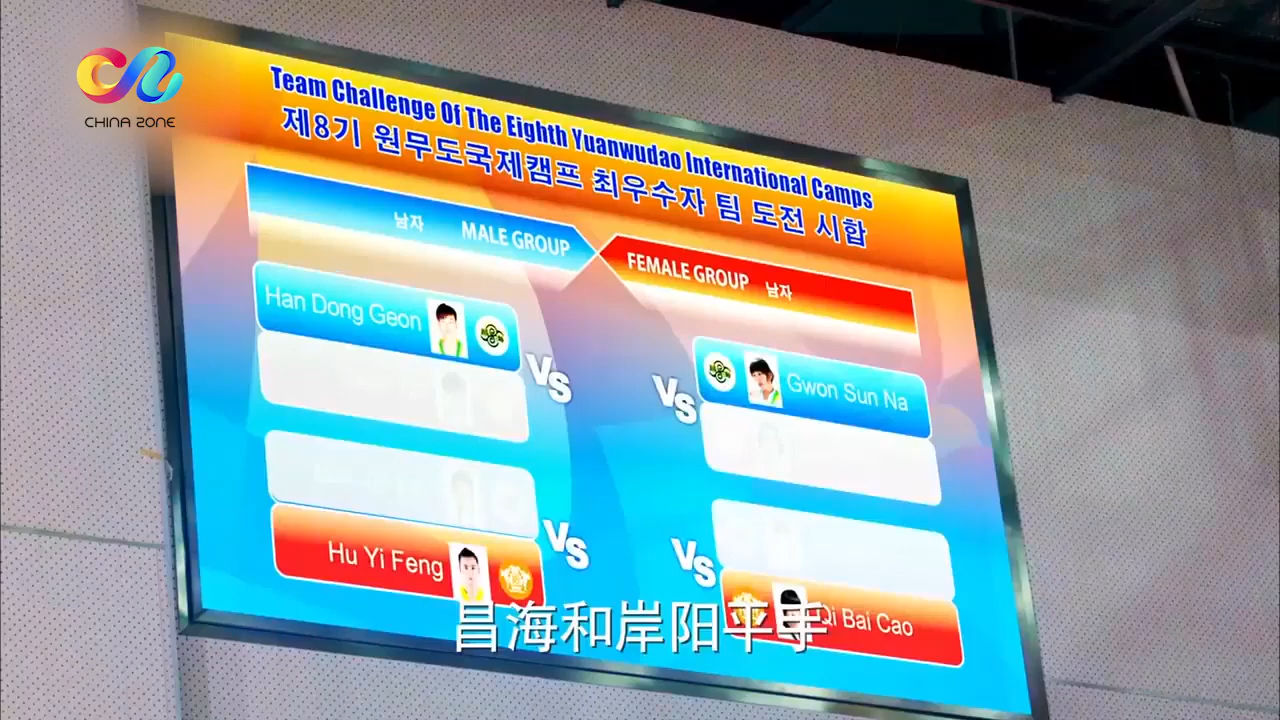 CHINA ZONE
Team Challenge Of The Eighth Yuanwudao International Camps
제8기 원무도국제캠프 최우수자 팀 도전 시합
남자 MALE GROUP
FEMALE GROUP 남자
Han Dong Geon
VS
VS
Gwon Sun Na
Hu Yi Feng
VS
VS
Qi Bai Cao
昌海和岸阳平手